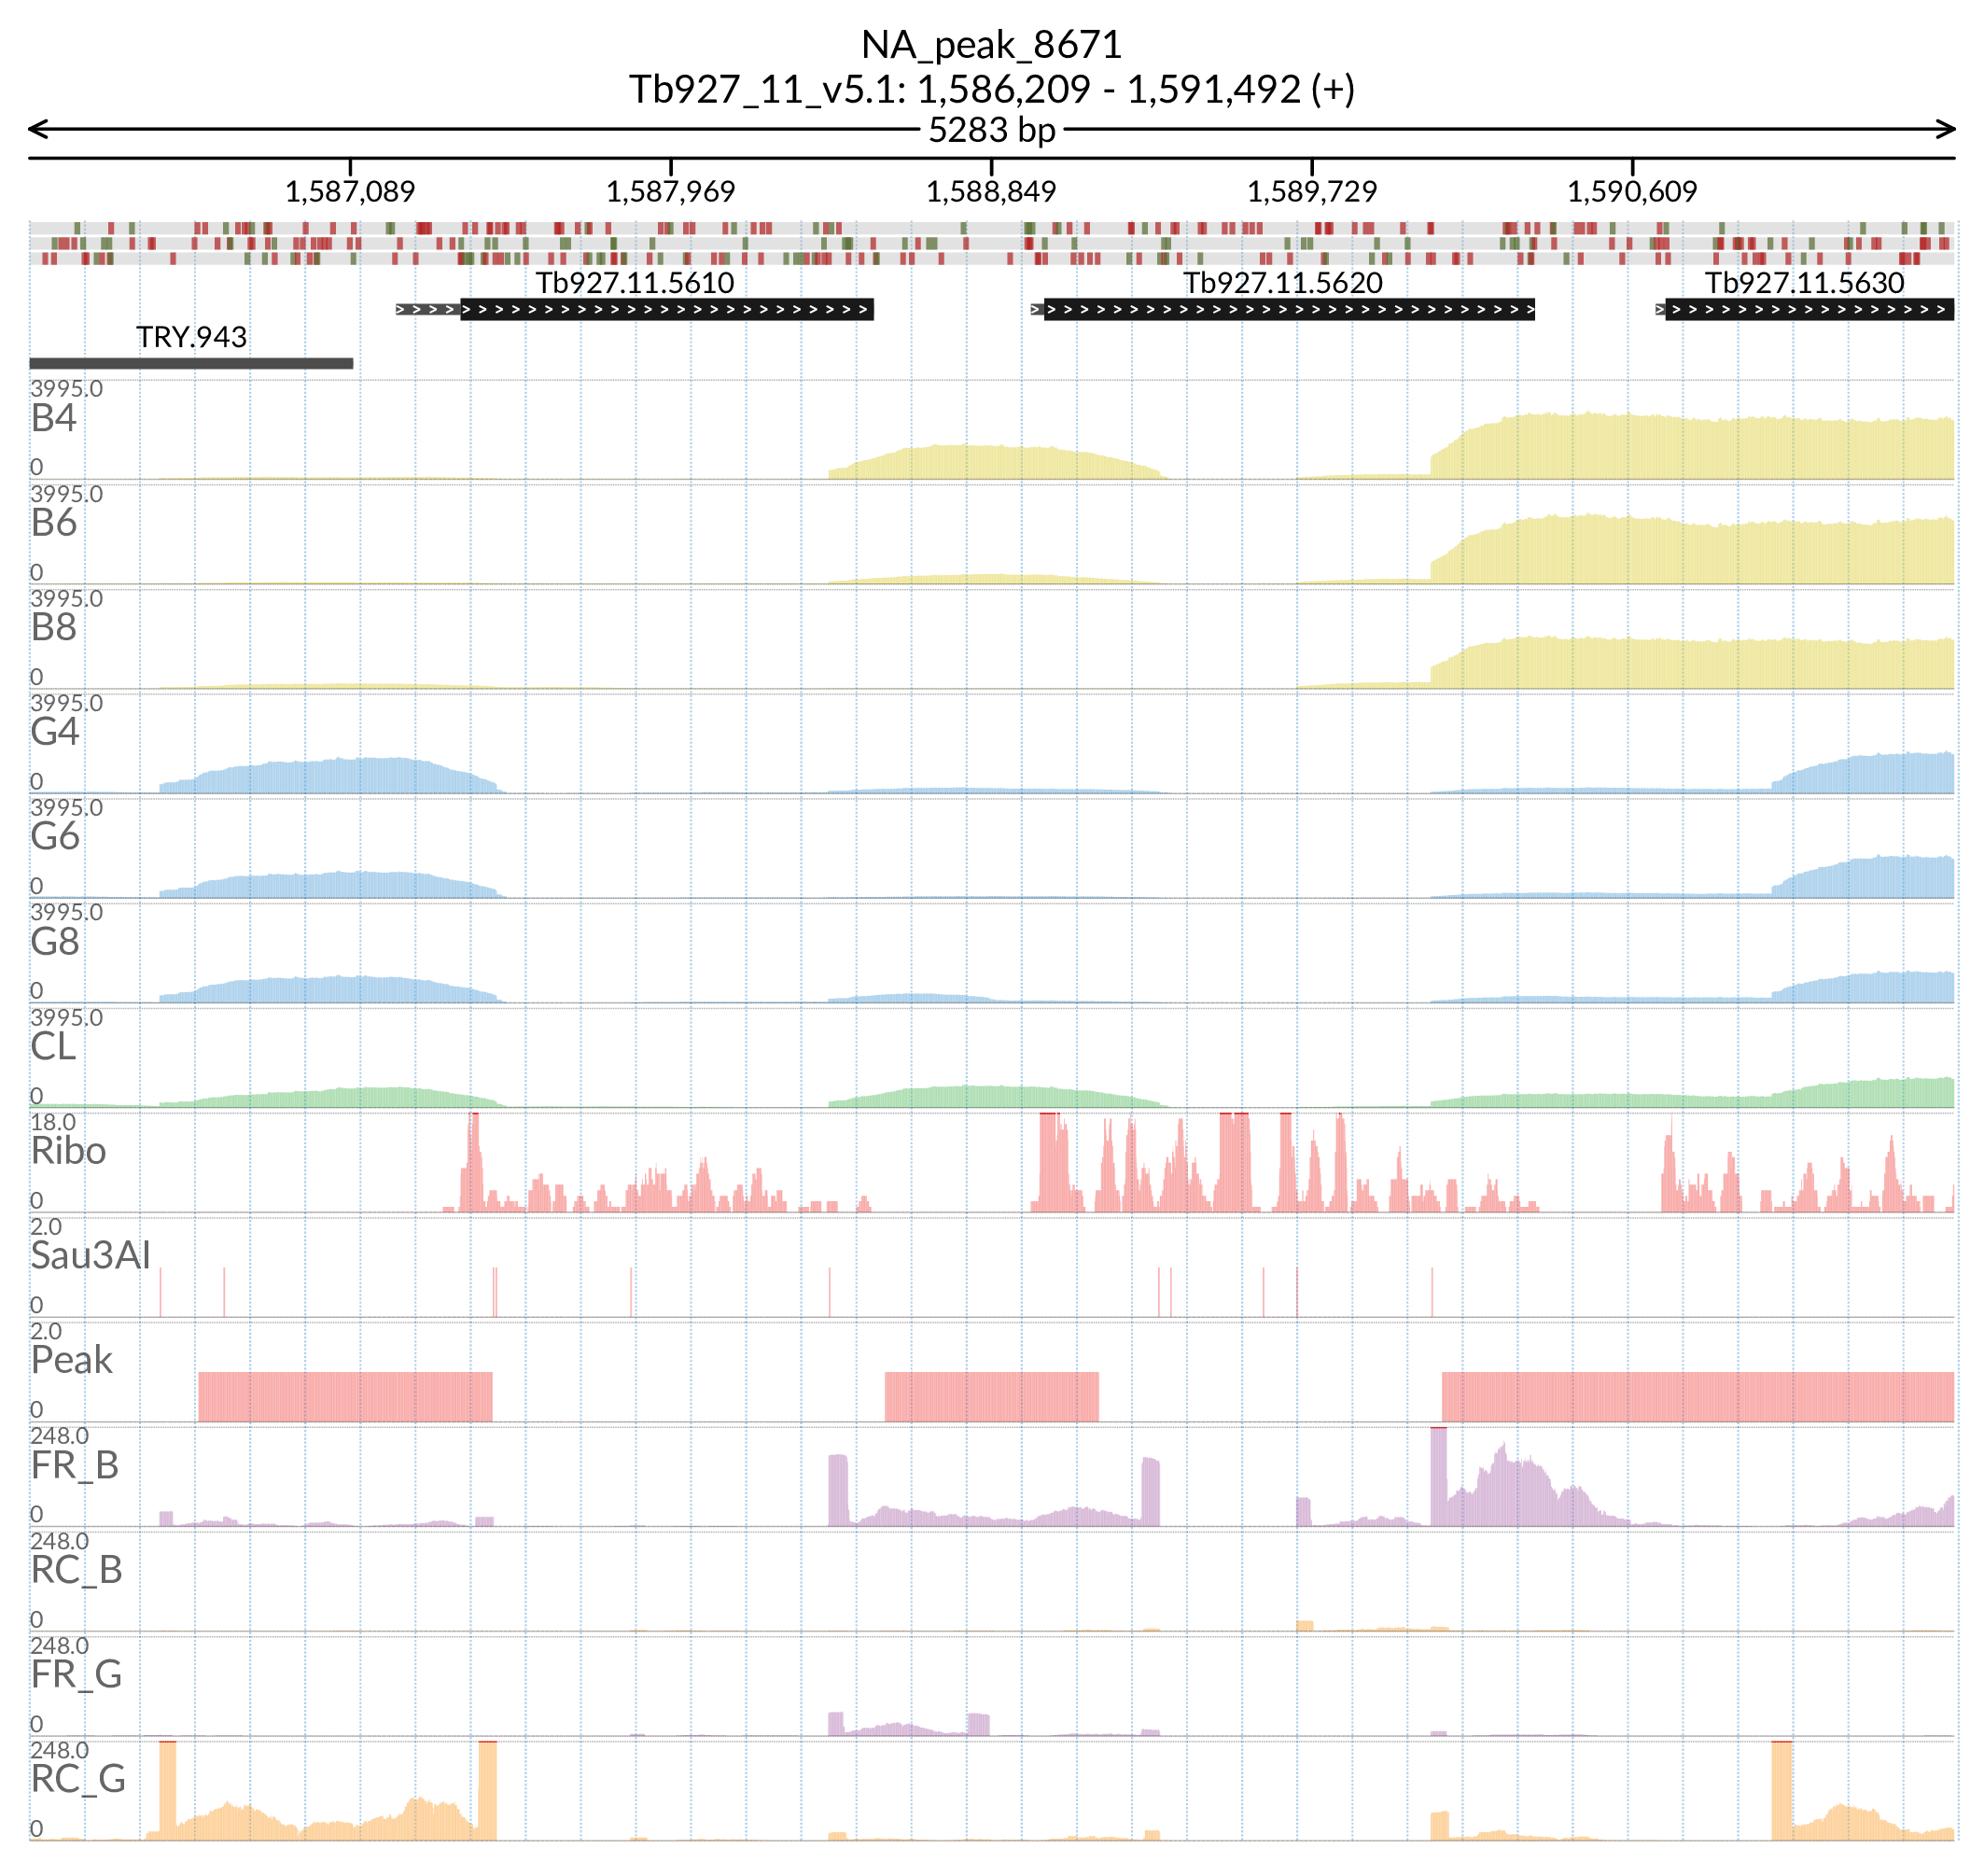 NA_peak_8671
Tb927_11_v5.1: 1,586,209 - 1,591,492 (+)
5283 bp
1,587,089 1,587,969 1,588,849 1,589,729 1,590,609
Tb927.11.5610 Tb927.11.5620 Tb927.11.5630
TRY.943
3995.0
B4
0
3995.0
B6
0
3995.0
B8
0
3995.0
G4
0
3995.0
G6
0
3995.0
G8
0
3995.0
CL
0
18.0
Ribo
0
2.0
Sau3AI
0
2.0
Peak
0
248.0
FR_B
0
248.0
RC_B
0
248.0
FR_G
0
248.0
RC_G
0